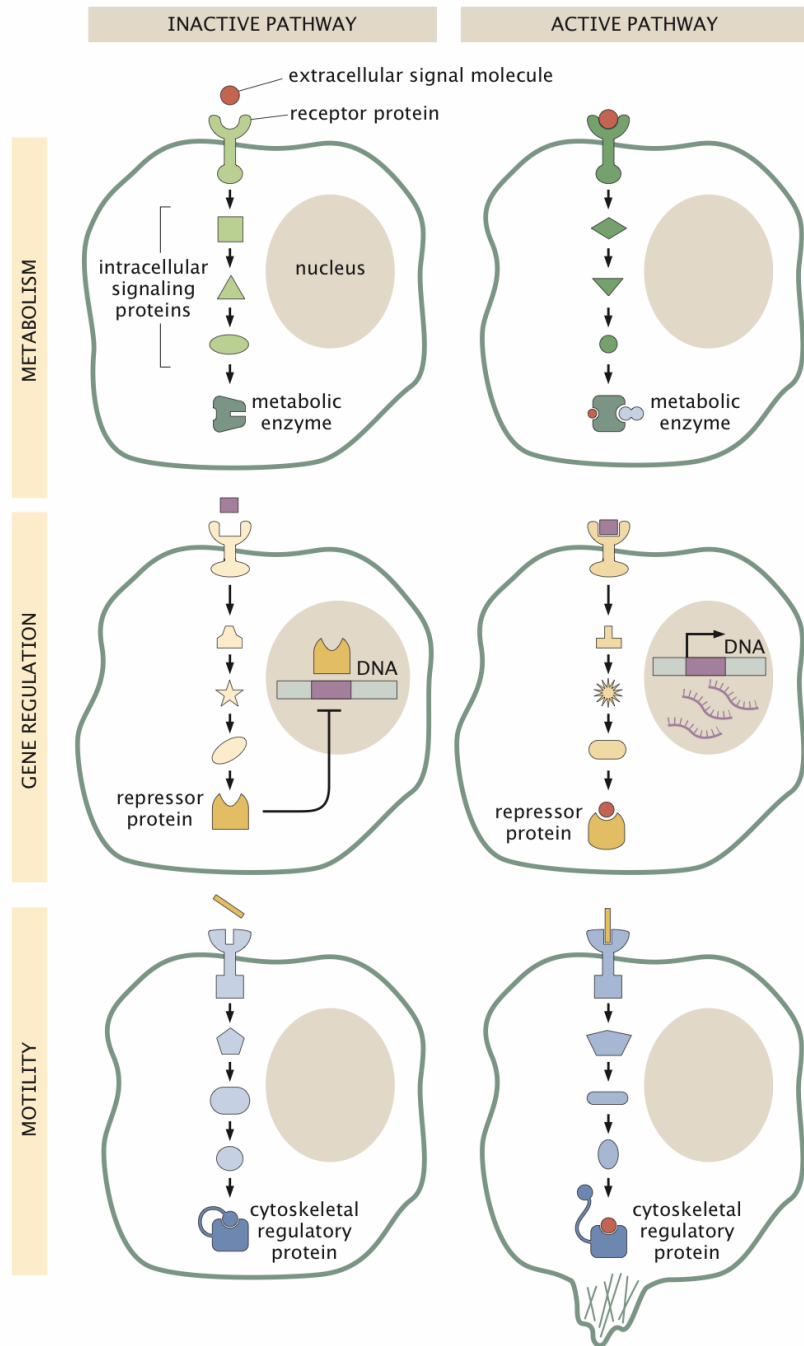 INACTIVE PATHWAY
ACTIVE PATHWAY
extracellular signal molecule
receptor protein
METABOLISM
intracellular
signaling
proteins
nucleus
metabolic
enzyme
metabolic
enzyme
GENE REGULATION
DNA
repressor
protein
DNA
repressor
protein
MOTILITY
cytoskeletal
regulatory
protein
cytoskeletal
regulatory
protein